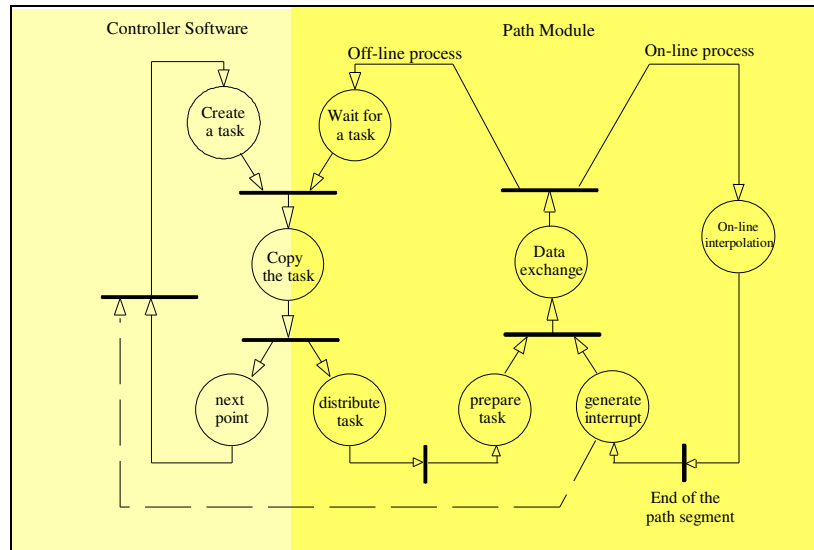 Controller Software
Path Module
Off-line process
On-line process
Create
a task
Wait for
a task
On-line
interpolation
Copy
the task
Data
exchange
next
point
distribute
task
prepare
task
generate
interrupt
End of the
path segment